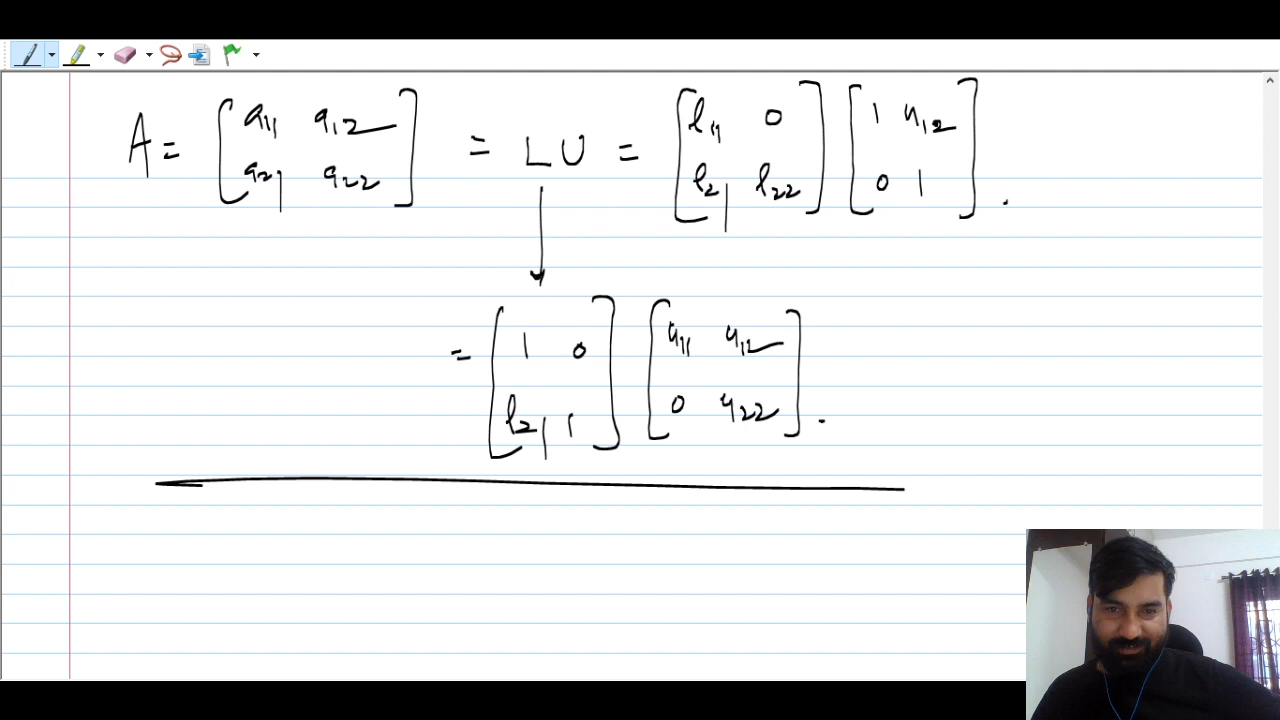 A = [a11 a12; a21 a22] = LU = [l11 0; l21 l22] [1 u12; 0 1].
= [1 0; l21 1] [u11 u12; 0 u22].